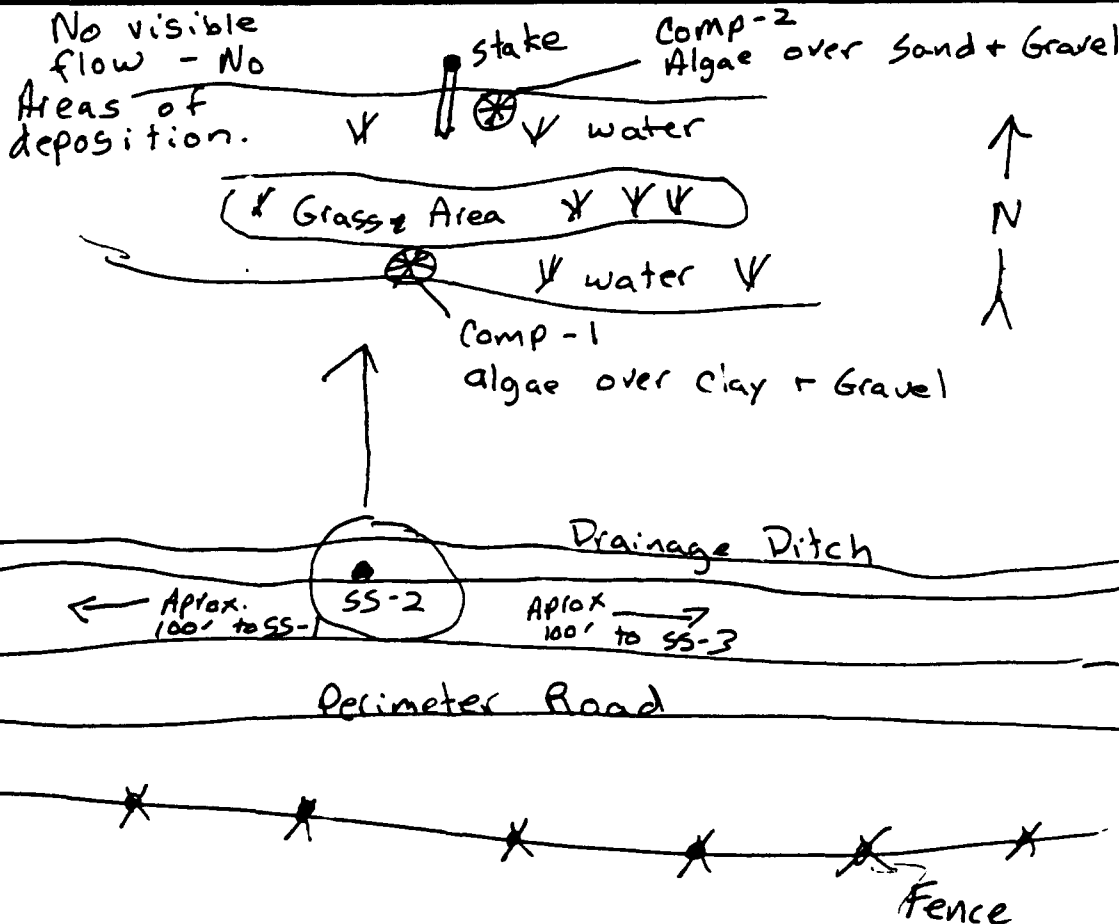 No visible
flow - No
Areas of
deposition.
stake
Comp-2
Algae over Sand + Gravel
water
Grassy Area
N
water
Comp-1
algae over Clay + Gravel
Drainage Ditch
SS-2
Aprox.
100' to SS-1
Aprox
100' to SS-3
Perimeter Road
Fence